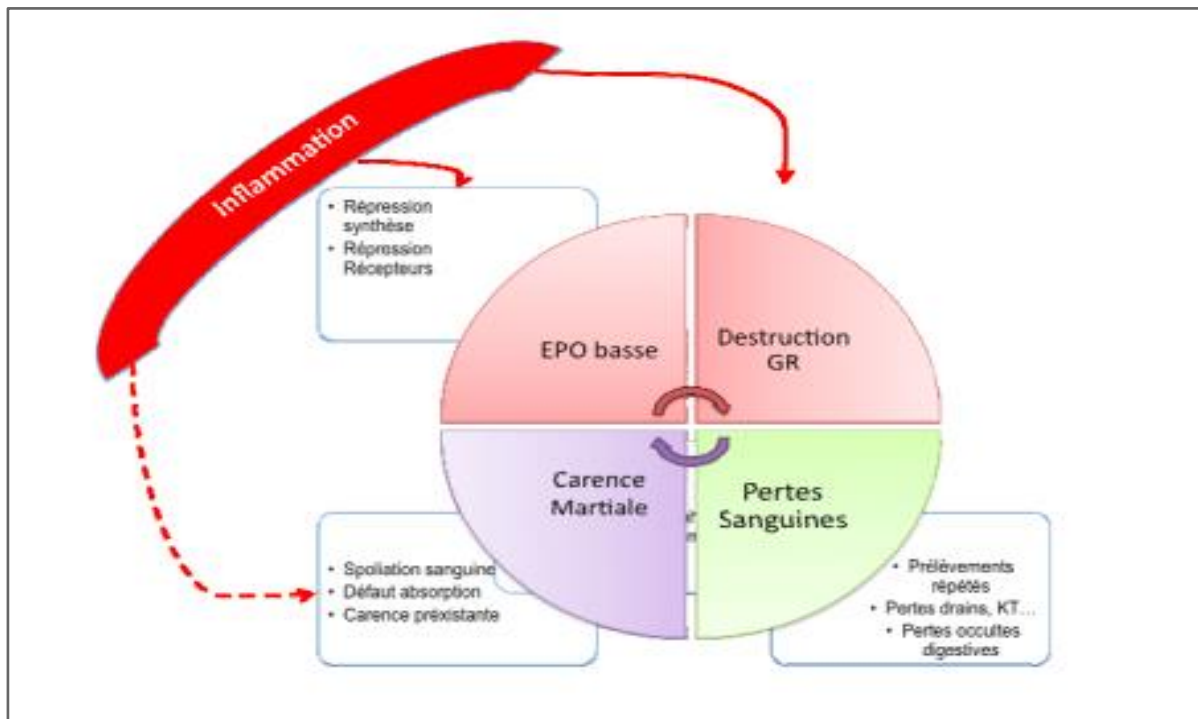 Inflammation
• Répression
synthèse
• Répression
Récepteurs
EPO basse
Destruction
GR
Carence
Martiale
Pertes
Sanguines
• Spoliation sanguine
• Défaut absorption
• Carence préxistante
• Prélèvements
répétés
• Pertes drains, KT...
• Pertes occultes
digestives